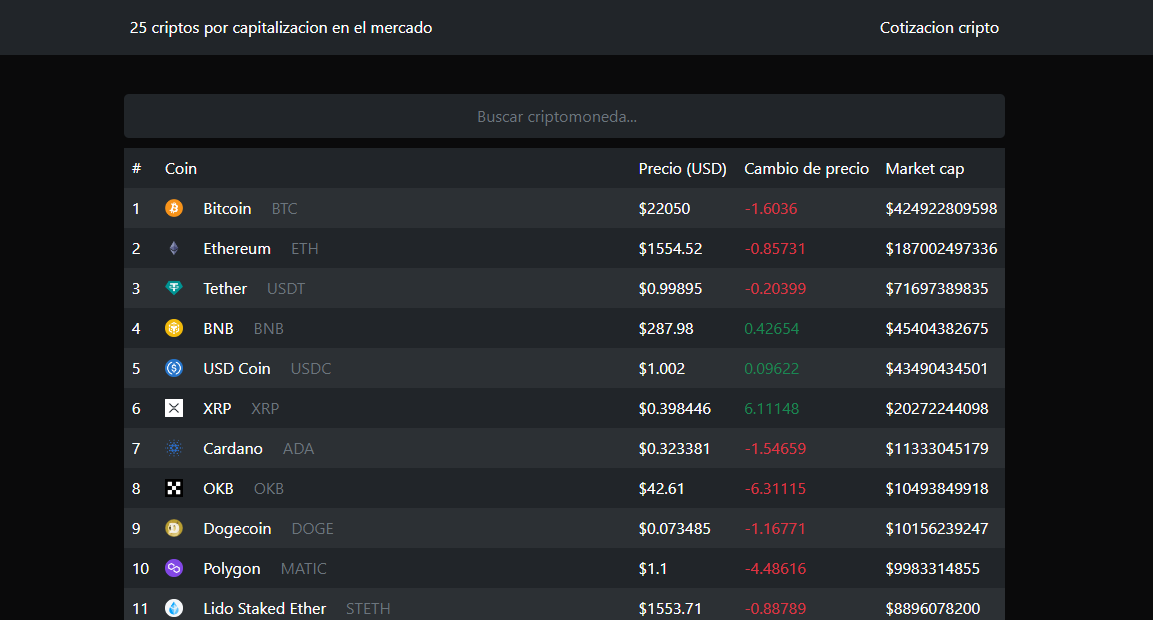 25 criptos por capitalizacion en el mercado Cotizacion cripto
Buscar criptomoneda...
# Coin Precio (USD) Cambio de precio Market cap
1 Bitcoin BTC $22050 -1.6036 $424922809598
2 Ethereum ETH $1554.52 -0.85731 $187002497336
3 Tether USDT $0.99895 -0.20399 $71697389835
4 BNB BNB $287.98 0.42654 $45404382675
5 USD Coin USDC $1.002 0.09622 $43490434501
6 XRP XRP $0.398446 6.11148 $20272244098
7 Cardano ADA $0.323381 -1.54659 $11333045179
8 OKB OKB $42.61 -6.31115 $10493849918
9 Dogecoin DOGE $0.073485 -1.16771 $10156239247
10 Polygon MATIC $1.1 -4.48616 $9983314855
11 Lido Staked Ether STETH $1553.71 -0.88789 $8896078200